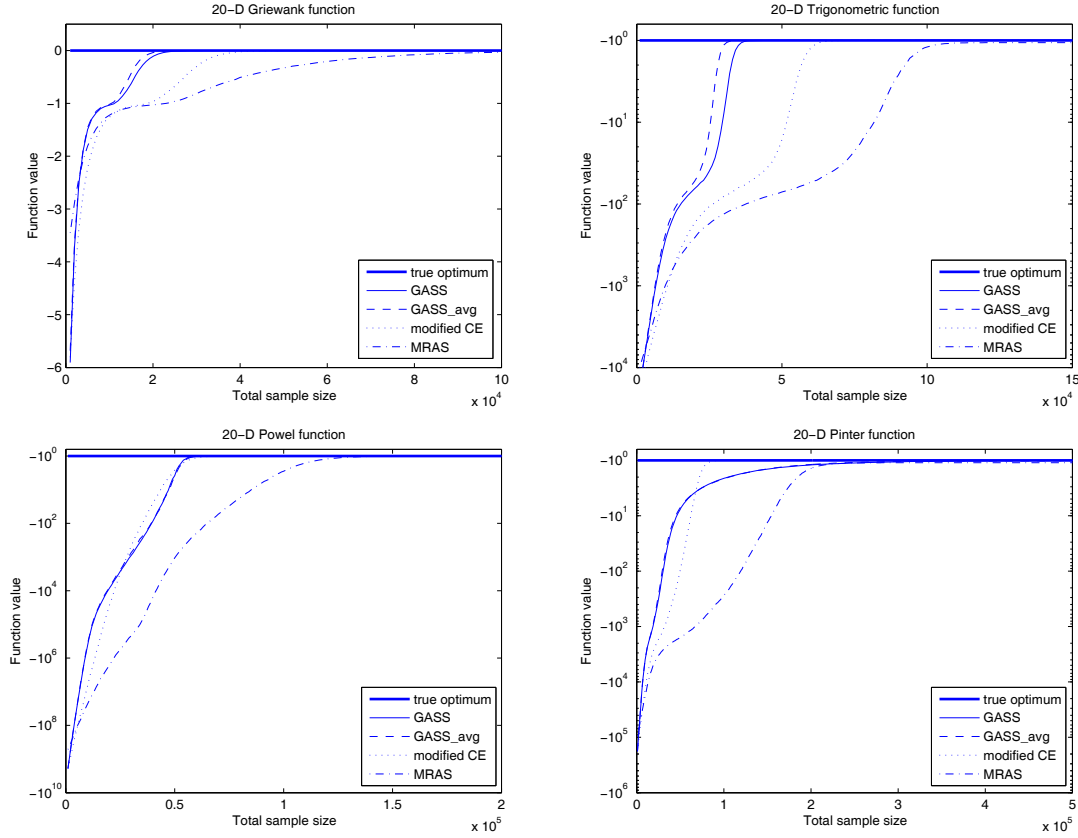 20−D Griewank function
0
−1
−2
−3
−4
−5
−6
Function value
0 2 4 6 8 10
x 10^4
Total sample size
true optimum
GASS
GASS_avg
modified CE
MRAS
20−D Trigonometric function
−10^0
−10^1
−10^2
−10^3
−10^4
Function value
0 5 10 15
x 10^4
Total sample size
true optimum
GASS
GASS_avg
modified CE
MRAS
20−D Powel function
−10^0
−10^2
−10^4
−10^6
−10^8
−10^10
Function value
0 0.5 1 1.5 2
x 10^5
Total sample size
true optimum
GASS
GASS_avg
modified CE
MRAS
20−D Pinter function
−10^0
−10^1
−10^2
−10^3
−10^4
−10^5
−10^6
Function value
0 1 2 3 4 5
x 10^5
Total sample size
true optimum
GASS
GASS_avg
modified CE
MRAS